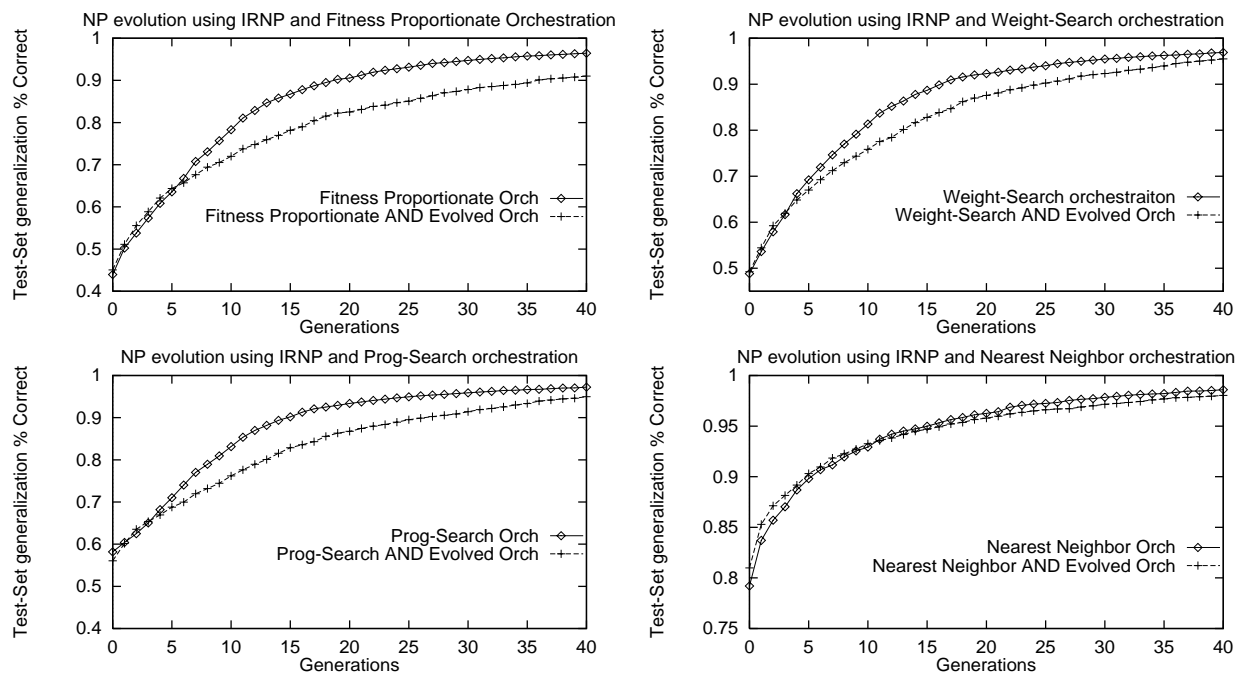 NP evolution using IRNP and Fitness Proportionate Orchestration
Test-Set generalization % Correct
1
0.9
0.8
0.7
0.6
0.5
0.4
Fitness Proportionate Orch
Fitness Proportionate AND Evolved Orch
0 5 10 15 20 25 30 35 40
Generations
NP evolution using IRNP and Weight-Search orchestration
Test-Set generalization % Correct
1
0.9
0.8
0.7
0.6
0.5
Weight-Search orchestraiton
Weight-Search AND Evolved Orch
0 5 10 15 20 25 30 35 40
Generations
NP evolution using IRNP and Prog-Search orchestration
Test-Set generalization % Correct
1
0.9
0.8
0.7
0.6
0.5
0.4
Prog-Search Orch
Prog-Search AND Evolved Orch
0 5 10 15 20 25 30 35 40
Generations
NP evolution using IRNP and Nearest Neighbor orchestration
Test-Set generalization % Correct
1
0.95
0.9
0.85
0.8
0.75
Nearest Neighbor Orch
Nearest Neighbor AND Evolved Orch
0 5 10 15 20 25 30 35 40
Generations